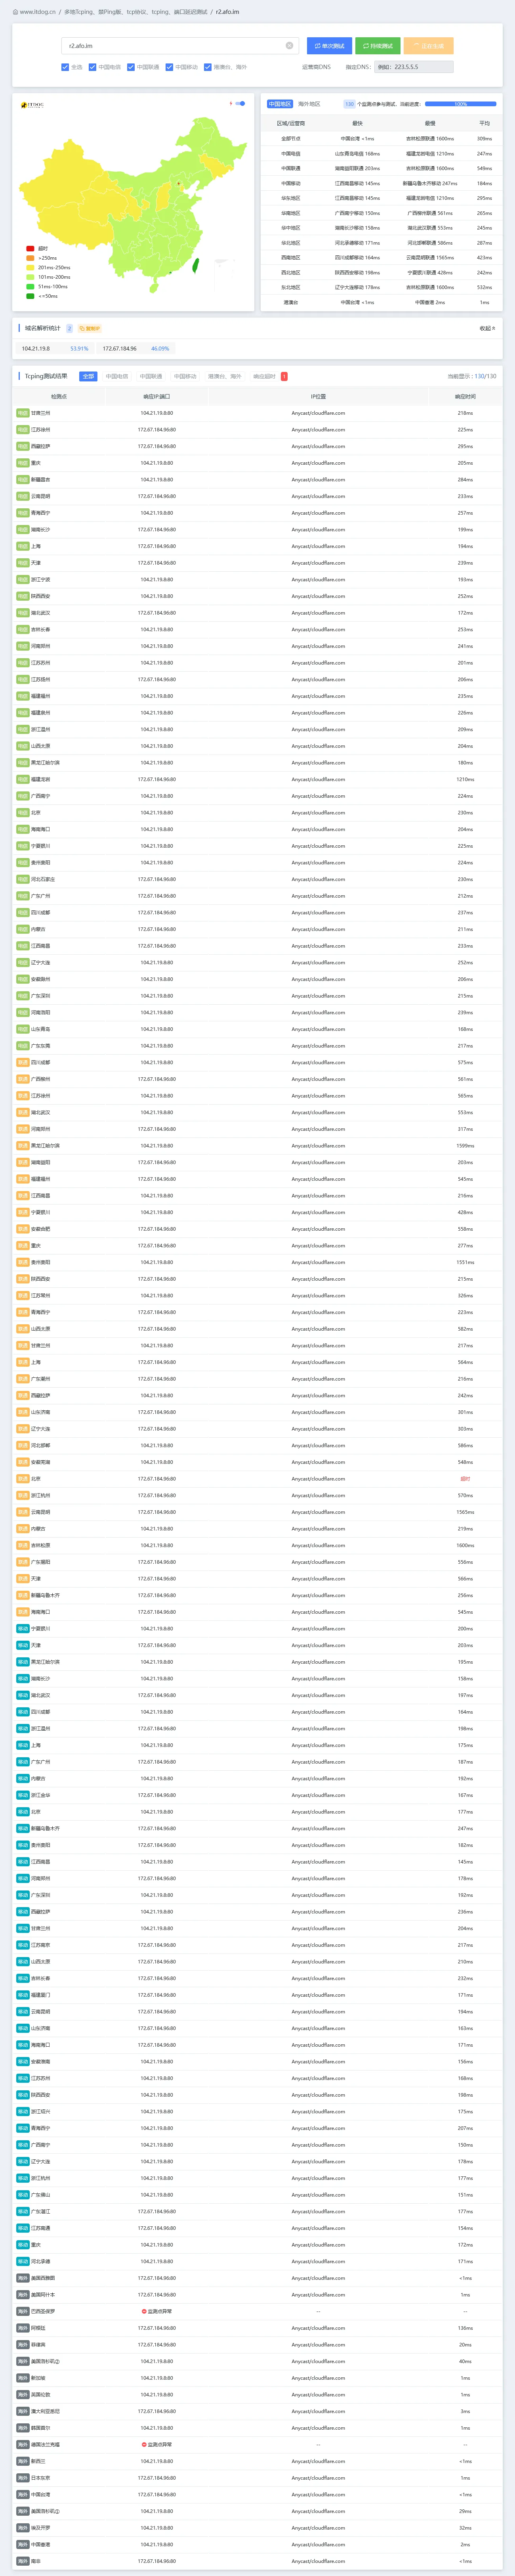 www.itdog.cn / 多地Tcping、禁Ping版、tcp协议、tcping、端口延迟测试 / r2.afo.im
r2.afo.im 单次测试 持续测试
全选 中国电信 中国联通 中国移动 港澳台、海外 运营商DNS 指定DNS: 例如: 223.5.5.5
ITDOG
超时
>250ms
201ms-250ms
101ms-200ms
51ms-100ms
<=50ms
中国地区 海外地区 130 个监测点参与测试，当前进度: 100%
区域/运营商 最快 最慢 平均
全部节点 中国台湾 <1ms 吉林松原联通 1600ms 309ms
中国电信 山东青岛电信 168ms 福建龙岩电信 1210ms 247ms
中国联通 湖南益阳联通 203ms 吉林松原联通 1600ms 549ms
中国移动 江西南昌移动 145ms 新疆乌鲁木齐移动 247ms 184ms
华东地区 江西南昌移动 145ms 福建龙岩电信 1210ms 295ms
华南地区 广西南宁移动 150ms 广西柳州联通 561ms 265ms
华中地区 湖南长沙移动 158ms 湖北武汉联通 553ms 245ms
华北地区 河北承德移动 171ms 河北邯郸联通 586ms 287ms
西南地区 四川成都移动 164ms 云南昆明联通 1565ms 423ms
西北地区 陕西西安移动 198ms 宁夏银川联通 428ms 242ms
东北地区 辽宁大连移动 178ms 吉林松原联通 1600ms 532ms
港澳台 中国台湾 <1ms 中国香港 2ms 1ms
域名解析统计 2 复制IP 收起
104.21.19.8 53.91% 172.67.184.96 46.09%
Tcping测试结果 全部 中国电信 中国联通 中国移动 港澳台、海外 响应超时 1 当前显示：130/130
检测点 响应IP:端口 IP位置 响应时间
电信 甘肃兰州 104.21.19.8:80 Anycast/cloudflare.com 218ms
电信 江苏徐州 172.67.184.96:80 Anycast/cloudflare.com 225ms
电信 西藏拉萨 172.67.184.96:80 Anycast/cloudflare.com 295ms
电信 重庆 104.21.19.8:80 Anycast/cloudflare.com 205ms
电信 新疆昌吉 104.21.19.8:80 Anycast/cloudflare.com 284ms
电信 云南昆明 172.67.184.96:80 Anycast/cloudflare.com 233ms
电信 青海西宁 104.21.19.8:80 Anycast/cloudflare.com 257ms
电信 湖南长沙 172.67.184.96:80 Anycast/cloudflare.com 199ms
电信 上海 172.67.184.96:80 Anycast/cloudflare.com 194ms
电信 天津 172.67.184.96:80 Anycast/cloudflare.com 239ms
电信 浙江宁波 104.21.19.8:80 Anycast/cloudflare.com 193ms
电信 陕西西安 172.67.184.96:80 Anycast/cloudflare.com 252ms
电信 湖北武汉 172.67.184.96:80 Anycast/cloudflare.com 172ms
电信 吉林长春 104.21.19.8:80 Anycast/cloudflare.com 253ms
电信 河南郑州 172.67.184.96:80 Anycast/cloudflare.com 241ms
电信 江苏苏州 104.21.19.8:80 Anycast/cloudflare.com 201ms
电信 江苏扬州 172.67.184.96:80 Anycast/cloudflare.com 206ms
电信 福建福州 104.21.19.8:80 Anycast/cloudflare.com 235ms
电信 福建泉州 104.21.19.8:80 Anycast/cloudflare.com 226ms
电信 浙江温州 104.21.19.8:80 Anycast/cloudflare.com 209ms
电信 山西太原 104.21.19.8:80 Anycast/cloudflare.com 204ms
电信 黑龙江哈尔滨 104.21.19.8:80 Anycast/cloudflare.com 180ms
电信 福建龙岩 172.67.184.96:80 Anycast/cloudflare.com 1210ms
电信 广西南宁 172.67.184.96:80 Anycast/cloudflare.com 224ms
电信 北京 104.21.19.8:80 Anycast/cloudflare.com 230ms
电信 海南海口 172.67.184.96:80 Anycast/cloudflare.com 204ms
电信 宁夏银川 104.21.19.8:80 Anycast/cloudflare.com 225ms
电信 贵州贵阳 104.21.19.8:80 Anycast/cloudflare.com 224ms
电信 河北石家庄 172.67.184.96:80 Anycast/cloudflare.com 230ms
电信 广东广州 172.67.184.96:80 Anycast/cloudflare.com 212ms
电信 四川成都 172.67.184.96:80 Anycast/cloudflare.com 237ms
电信 内蒙古 172.67.184.96:80 Anycast/cloudflare.com 211ms
电信 江西南昌 172.67.184.96:80 Anycast/cloudflare.com 233ms
电信 辽宁大连 104.21.19.8:80 Anycast/cloudflare.com 252ms
电信 安徽滁州 104.21.19.8:80 Anycast/cloudflare.com 206ms
电信 广东深圳 104.21.19.8:80 Anycast/cloudflare.com 215ms
电信 河南洛阳 104.21.19.8:80 Anycast/cloudflare.com 239ms
电信 山东青岛 104.21.19.8:80 Anycast/cloudflare.com 168ms
电信 广东东莞 104.21.19.8:80 Anycast/cloudflare.com 217ms
联通 四川成都 104.21.19.8:80 Anycast/cloudflare.com 575ms
联通 广西柳州 172.67.184.96:80 Anycast/cloudflare.com 561ms
联通 江苏徐州 172.67.184.96:80 Anycast/cloudflare.com 565ms
联通 湖北武汉 104.21.19.8:80 Anycast/cloudflare.com 553ms
联通 河南郑州 172.67.184.96:80 Anycast/cloudflare.com 317ms
联通 黑龙江哈尔滨 104.21.19.8:80 Anycast/cloudflare.com 1599ms
联通 湖南益阳 172.67.184.96:80 Anycast/cloudflare.com 203ms
联通 福建福州 172.67.184.96:80 Anycast/cloudflare.com 545ms
联通 江西南昌 104.21.19.8:80 Anycast/cloudflare.com 216ms
联通 宁夏银川 104.21.19.8:80 Anycast/cloudflare.com 428ms
联通 安徽合肥 172.67.184.96:80 Anycast/cloudflare.com 558ms
联通 重庆 172.67.184.96:80 Anycast/cloudflare.com 277ms
联通 贵州贵阳 104.21.19.8:80 Anycast/cloudflare.com 1551ms
联通 陕西西安 172.67.184.96:80 Anycast/cloudflare.com 215ms
联通 江苏常州 104.21.19.8:80 Anycast/cloudflare.com 326ms
联通 青海西宁 172.67.184.96:80 Anycast/cloudflare.com 223ms
联通 山西太原 172.67.184.96:80 Anycast/cloudflare.com 582ms
联通 甘肃兰州 104.21.19.8:80 Anycast/cloudflare.com 217ms
联通 上海 172.67.184.96:80 Anycast/cloudflare.com 564ms
联通 广东潮州 172.67.184.96:80 Anycast/cloudflare.com 216ms
联通 西藏拉萨 104.21.19.8:80 Anycast/cloudflare.com 242ms
联通 山东济南 172.67.184.96:80 Anycast/cloudflare.com 301ms
联通 辽宁大连 172.67.184.96:80 Anycast/cloudflare.com 303ms
联通 河北邯郸 104.21.19.8:80 Anycast/cloudflare.com 586ms
联通 安徽芜湖 104.21.19.8:80 Anycast/cloudflare.com 548ms
联通 北京 172.67.184.96:80 Anycast/cloudflare.com 超时
联通 浙江杭州 172.67.184.96:80 Anycast/cloudflare.com 570ms
联通 云南昆明 172.67.184.96:80 Anycast/cloudflare.com 1565ms
联通 内蒙古 104.21.19.8:80 Anycast/cloudflare.com 219ms
联通 吉林松原 104.21.19.8:80 Anycast/cloudflare.com 1600ms
联通 广东揭阳 172.67.184.96:80 Anycast/cloudflare.com 556ms
联通 天津 172.67.184.96:80 Anycast/cloudflare.com 566ms
联通 新疆乌鲁木齐 172.67.184.96:80 Anycast/cloudflare.com 256ms
联通 海南海口 172.67.184.96:80 Anycast/cloudflare.com 545ms
移动 宁夏银川 104.21.19.8:80 Anycast/cloudflare.com 200ms
移动 天津 172.67.184.96:80 Anycast/cloudflare.com 203ms
移动 黑龙江哈尔滨 104.21.19.8:80 Anycast/cloudflare.com 195ms
移动 湖南长沙 104.21.19.8:80 Anycast/cloudflare.com 158ms
移动 湖北武汉 172.67.184.96:80 Anycast/cloudflare.com 197ms
移动 四川成都 104.21.19.8:80 Anycast/cloudflare.com 164ms
移动 浙江温州 172.67.184.96:80 Anycast/cloudflare.com 198ms
移动 上海 104.21.19.8:80 Anycast/cloudflare.com 175ms
移动 广东广州 172.67.184.96:80 Anycast/cloudflare.com 187ms
移动 内蒙古 104.21.19.8:80 Anycast/cloudflare.com 192ms
移动 浙江金华 172.67.184.96:80 Anycast/cloudflare.com 167ms
移动 北京 104.21.19.8:80 Anycast/cloudflare.com 177ms
移动 新疆乌鲁木齐 172.67.184.96:80 Anycast/cloudflare.com 247ms
移动 贵州贵阳 172.67.184.96:80 Anycast/cloudflare.com 182ms
移动 江西南昌 104.21.19.8:80 Anycast/cloudflare.com 145ms
移动 河南郑州 172.67.184.96:80 Anycast/cloudflare.com 178ms
移动 广东深圳 104.21.19.8:80 Anycast/cloudflare.com 192ms
移动 西藏拉萨 172.67.184.96:80 Anycast/cloudflare.com 236ms
移动 甘肃兰州 104.21.19.8:80 Anycast/cloudflare.com 204ms
移动 江苏南京 172.67.184.96:80 Anycast/cloudflare.com 217ms
移动 山西太原 172.67.184.96:80 Anycast/cloudflare.com 210ms
移动 吉林长春 172.67.184.96:80 Anycast/cloudflare.com 232ms
移动 福建厦门 172.67.184.96:80 Anycast/cloudflare.com 171ms
移动 云南昆明 104.21.19.8:80 Anycast/cloudflare.com 194ms
移动 山东济南 172.67.184.96:80 Anycast/cloudflare.com 163ms
移动 海南海口 172.67.184.96:80 Anycast/cloudflare.com 171ms
移动 安徽淮南 104.21.19.8:80 Anycast/cloudflare.com 156ms
移动 江苏苏州 104.21.19.8:80 Anycast/cloudflare.com 168ms
移动 陕西西安 172.67.184.96:80 Anycast/cloudflare.com 198ms
移动 浙江绍兴 104.21.19.8:80 Anycast/cloudflare.com 175ms
移动 青海西宁 172.67.184.96:80 Anycast/cloudflare.com 207ms
移动 广西南宁 172.67.184.96:80 Anycast/cloudflare.com 150ms
移动 辽宁大连 104.21.19.8:80 Anycast/cloudflare.com 178ms
移动 浙江杭州 104.21.19.8:80 Anycast/cloudflare.com 177ms
移动 广东佛山 104.21.19.8:80 Anycast/cloudflare.com 151ms
移动 广东湛江 172.67.184.96:80 Anycast/cloudflare.com 177ms
移动 江苏南通 172.67.184.96:80 Anycast/cloudflare.com 154ms
移动 重庆 104.21.19.8:80 Anycast/cloudflare.com 172ms
移动 河北承德 104.21.19.8:80 Anycast/cloudflare.com 171ms
海外 美国西雅图 172.67.184.96:80 Anycast/cloudflare.com <1ms
海外 美国阿什本 172.67.184.96:80 Anycast/cloudflare.com 1ms
海外 巴西圣保罗 监测点异常 -- --
海外 阿根廷 172.67.184.96:80 Anycast/cloudflare.com 136ms
海外 菲律宾 172.67.184.96:80 Anycast/cloudflare.com 20ms
海外 美国洛杉矶② 104.21.19.8:80 Anycast/cloudflare.com 40ms
海外 新加坡 104.21.19.8:80 Anycast/cloudflare.com 1ms
海外 英国伦敦 104.21.19.8:80 Anycast/cloudflare.com 1ms
海外 澳大利亚悉尼 172.67.184.96:80 Anycast/cloudflare.com 3ms
海外 韩国首尔 104.21.19.8:80 Anycast/cloudflare.com 1ms
海外 德国法兰克福 监测点异常 -- --
海外 新西兰 104.21.19.8:80 Anycast/cloudflare.com <1ms
海外 日本东京 172.67.184.96:80 Anycast/cloudflare.com 1ms
海外 中国台湾 172.67.184.96:80 Anycast/cloudflare.com <1ms
海外 美国洛杉矶① 104.21.19.8:80 Anycast/cloudflare.com 29ms
海外 埃及开罗 104.21.19.8:80 Anycast/cloudflare.com 32ms
海外 中国香港 104.21.19.8:80 Anycast/cloudflare.com 2ms
海外 南非 172.67.184.96:80 Anycast/cloudflare.com <1ms